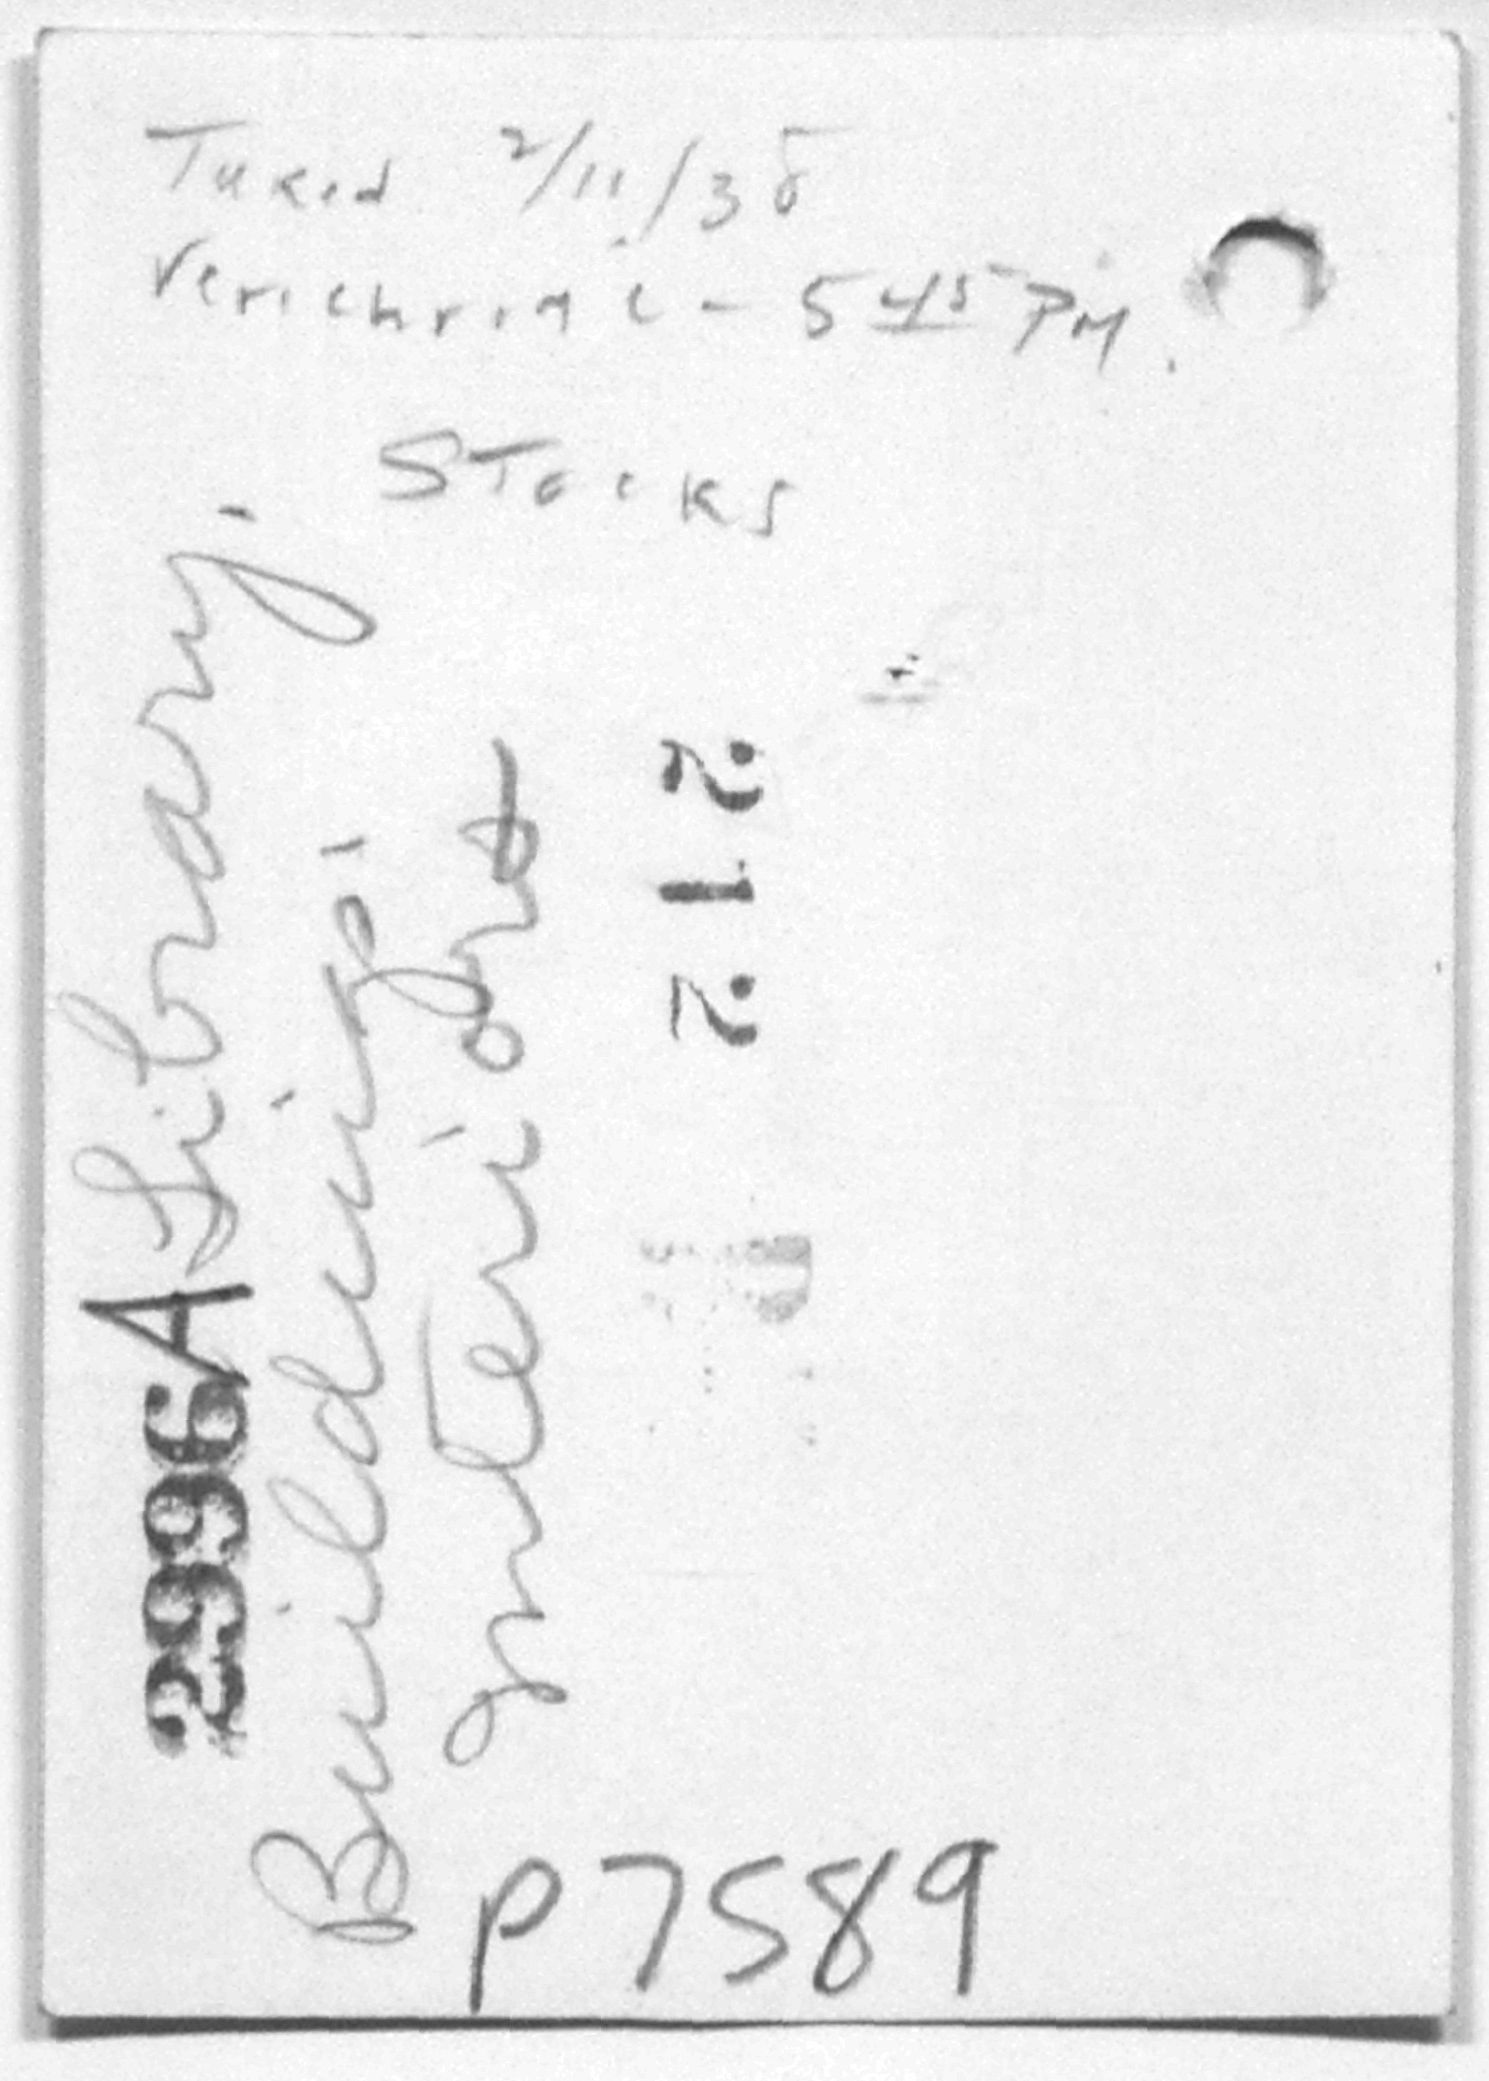 Taken 2/11/35
Verichrome - 5 45 PM.
Stacks
2996A Library.
Building.
Interior
212
P7589